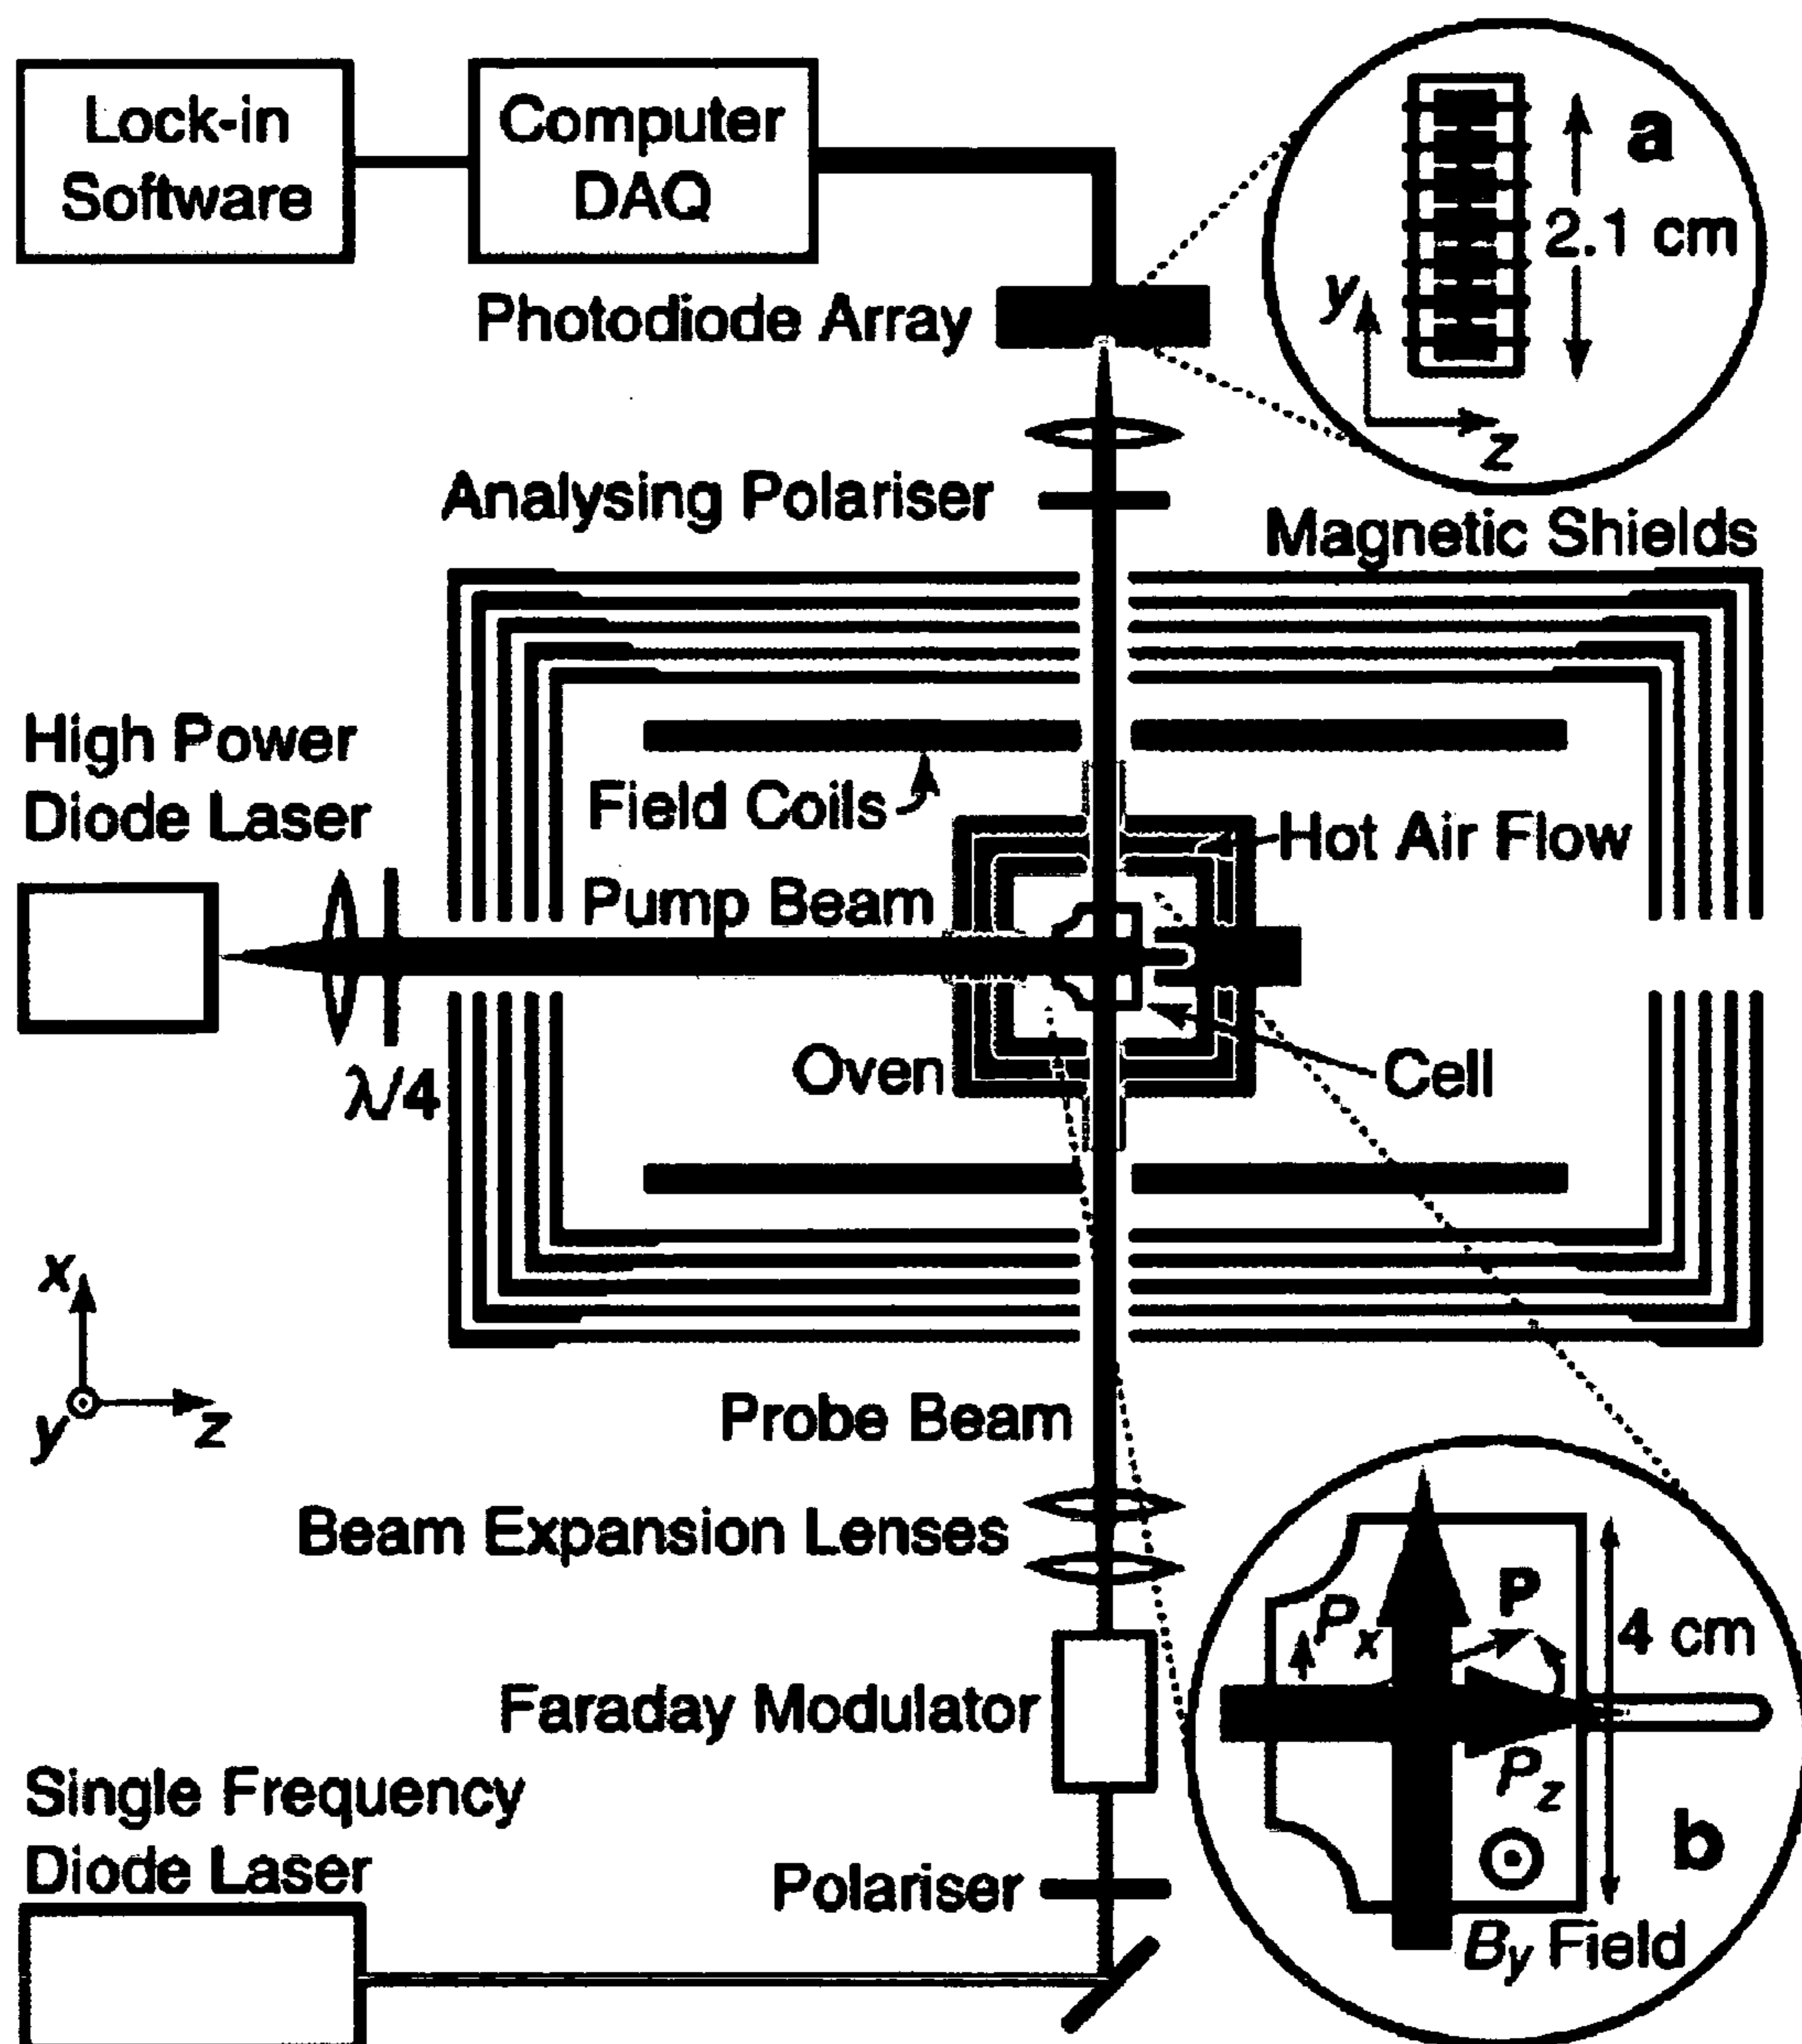 Lock-in
Software
Computer
DAQ
a
2.1 cm
y
z
Photodiode Array
Analysing Polariser
Magnetic Shields
High Power
Diode Laser
Field Coils
Hot Air Flow
Pump Beam
λ/4
Oven
Cell
x
y
z
Probe Beam
Beam Expansion Lenses
P
Px
4 cm
Faraday Modulator
Pz
b
Single Frequency
Diode Laser
Polariser
By Field